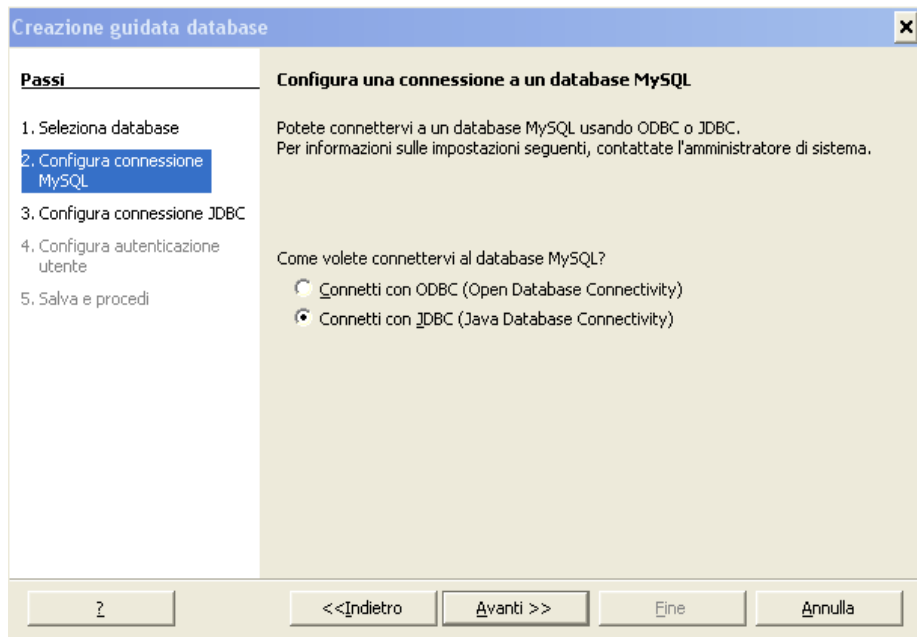 Creazione guidata database
Passi
1. Seleziona database
2. Configura connessione
MySQL
3. Configura connessione JDBC
4. Configura autenticazione
utente
5. Salva e procedi
Configura una connessione a un database MySQL
Potete connettervi a un database MySQL usando ODBC o JDBC.
Per informazioni sulle impostazioni seguenti, contattate l'amministratore di sistema.
Come volete connettervi al database MySQL?
Connetti con ODBC (Open Database Connectivity)
Connetti con JDBC (Java Database Connectivity)
?
<<Indietro
Avanti >>
Fine
Annulla